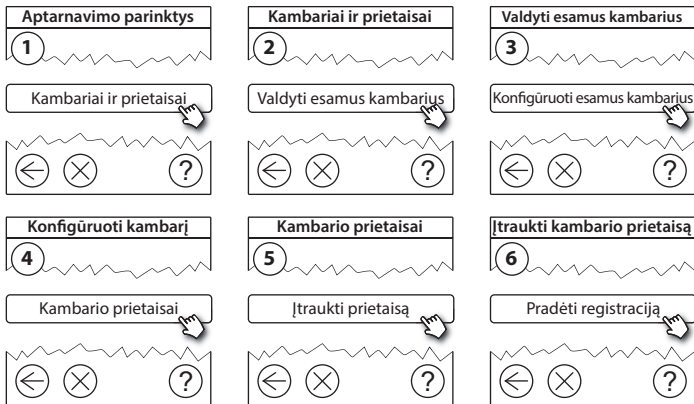 Aptarnavimo parinktys
1
Kambariai ir prietaisai
?
Kambariai ir prietaisai
2
Valdyti esamus kambarius
?
Valdyti esamus kambarius
3
Konfigūruoti esamus kambarius
?
Konfigūruoti kambarį
4
Kambario prietaisai
?
Kambario prietaisai
5
Įtraukti prietaisą
?
Įtraukti kambario prietaisą
6
Pradėti registraciją
?